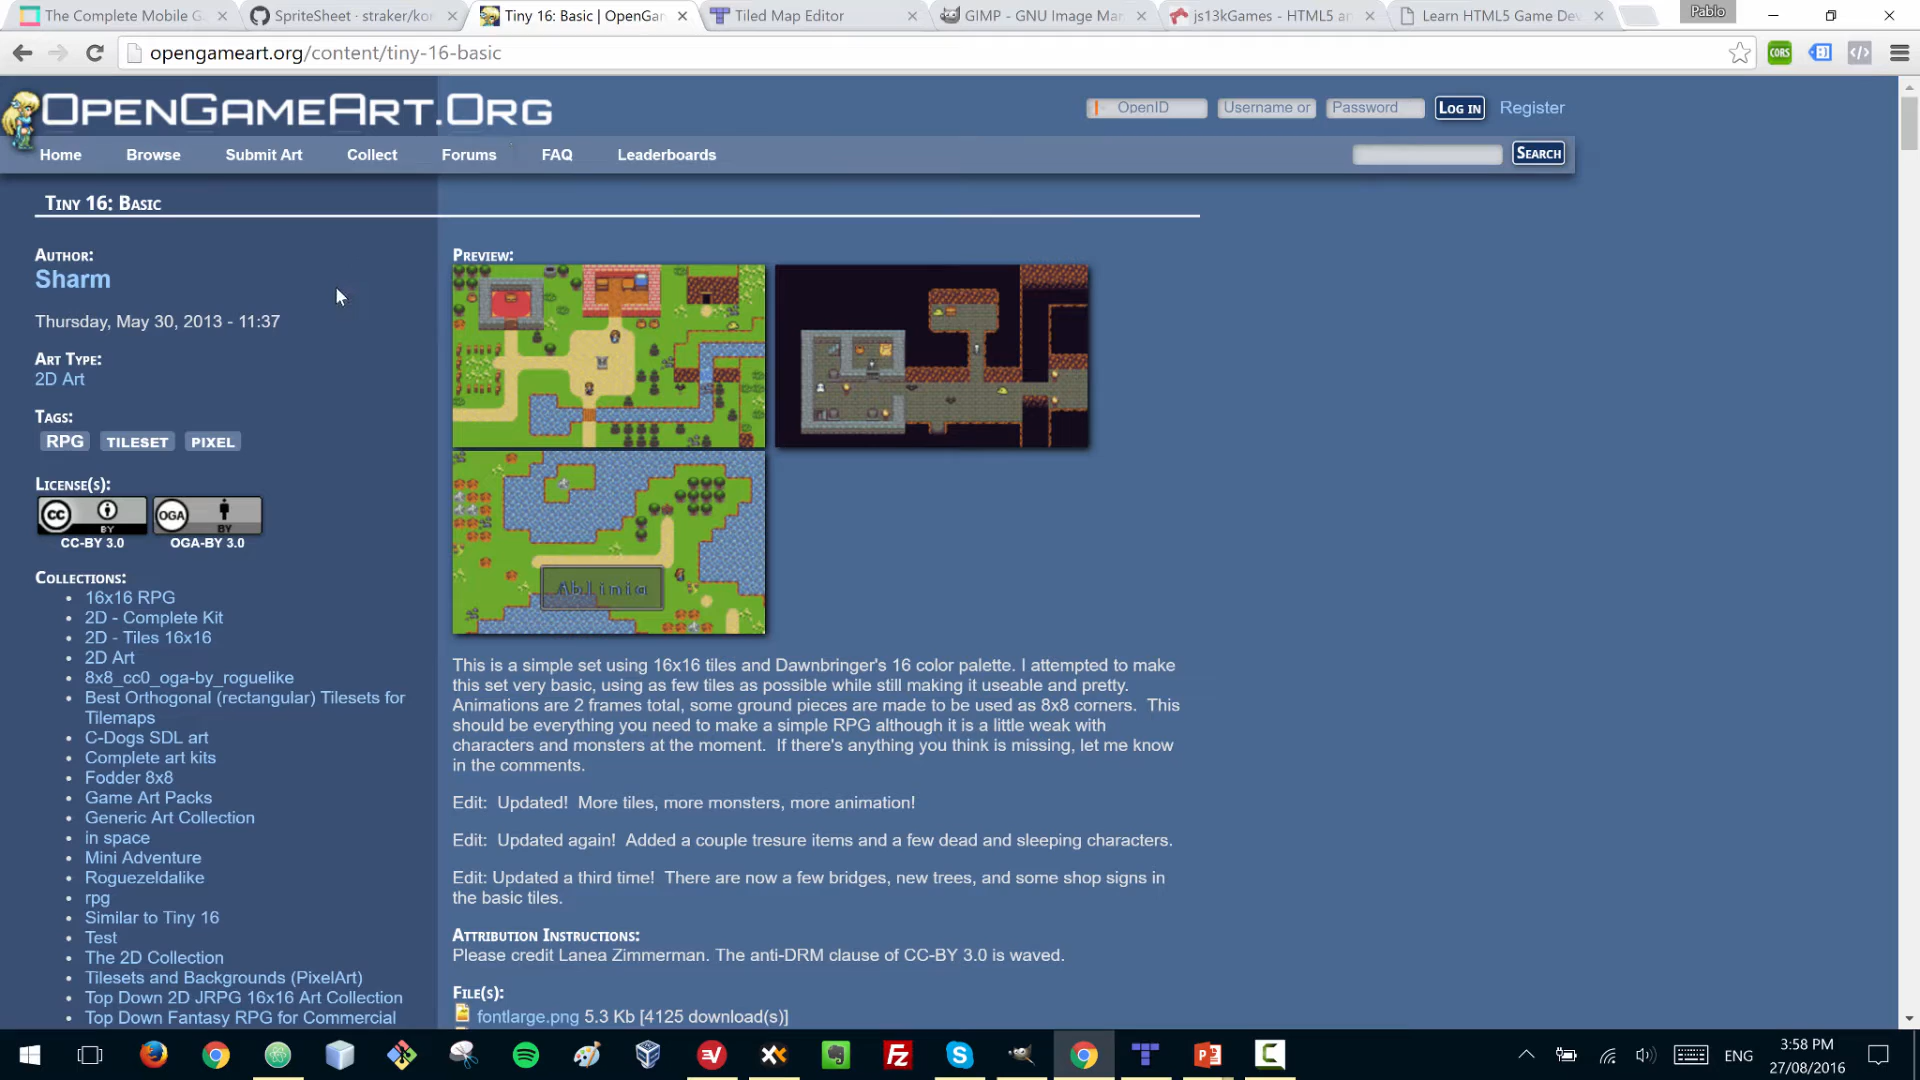 The Complete Mobile G
SpriteSheet · straker/kon
Tiny 16: Basic | OpenGan
Tiled Map Editor
GIMP - GNU Image Man
js13kGames - HTML5 an
Learn HTML5 Game Dev
Pablo
opengameart.org/content/tiny-16-basic
CORS
OpenGameArt.Org
OpenID
Username or
Password
Log in
Register
Home
Browse
Submit Art
Collect
Forums
FAQ
Leaderboards
Search
Tiny 16: Basic
Author:
Sharm
Thursday, May 30, 2013 - 11:37
Art Type:
2D Art
Tags:
RPG
TILESET
PIXEL
License(s):
CC
BY
OGA
BY
CC-BY 3.0
OGA-BY 3.0
Collections:
16x16 RPG
2D - Complete Kit
2D - Tiles 16x16
2D Art
8x8_cc0_oga-by_roguelike
Best Orthogonal (rectangular) Tilesets for
Tilemaps
C-Dogs SDL art
Complete art kits
Fodder 8x8
Game Art Packs
Generic Art Collection
in space
Mini Adventure
Roguezeldalike
rpg
Similar to Tiny 16
Test
The 2D Collection
Tilesets and Backgrounds (PixelArt)
Top Down 2D JRPG 16x16 Art Collection
Top Down Fantasy RPG for Commercial
Preview:
This is a simple set using 16x16 tiles and Dawnbringer's 16 color palette. I attempted to make
this set very basic, using as few tiles as possible while still making it useable and pretty.
Animations are 2 frames total, some ground pieces are made to be used as 8x8 corners. This
should be everything you need to make a simple RPG although it is a little weak with
characters and monsters at the moment. If there's anything you think is missing, let me know
in the comments.
Edit: Updated! More tiles, more monsters, more animation!
Edit: Updated again! Added a couple tresure items and a few dead and sleeping characters.
Edit: Updated a third time! There are now a few bridges, new trees, and some shop signs in
the basic tiles.
Attribution Instructions:
Please credit Lanea Zimmerman. The anti-DRM clause of CC-BY 3.0 is waved.
File(s):
fontlarge.png 5.3 Kb [4125 download(s)]
ENG
3:58 PM
27/08/2016